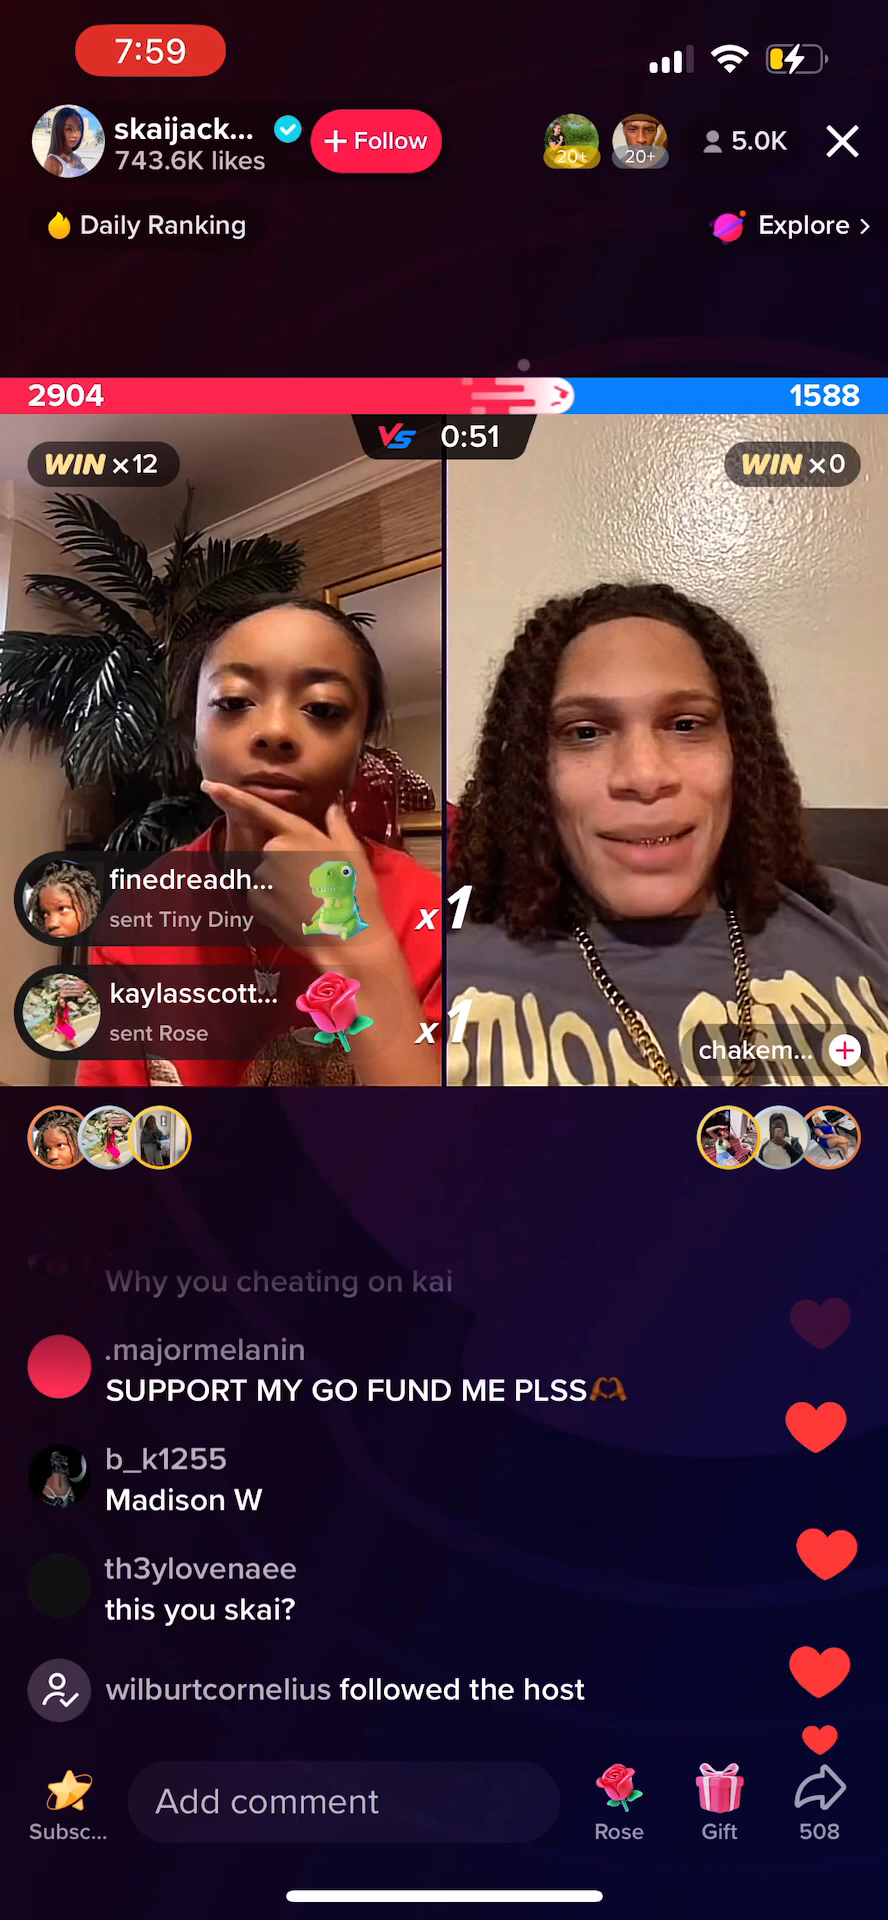 7:59
skaijack...
+ Follow
743.6K likes
20+
20+
5.0K
Daily Ranking
Explore >
2904
1588
VS 0:51
WIN x12
WIN x0
finedreadh...
sent Tiny Diny
x1
kaylasscott...
sent Rose
x1
chakem...
Why you cheating on kai
.majormelanin
SUPPORT MY GO FUND ME PLSS🫶🏾
b_k1255
Madison W
th3ylovenaee
this you skai?
wilburtcornelius followed the host
Add comment
Subsc...
Rose
Gift
508